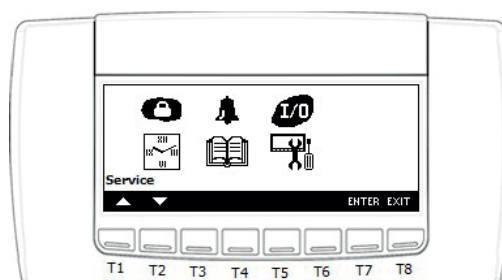 I/O
XII
IX III
VI
Service
ENTER EXIT
T1 T2 T3 T4 T5 T6 T7 T8